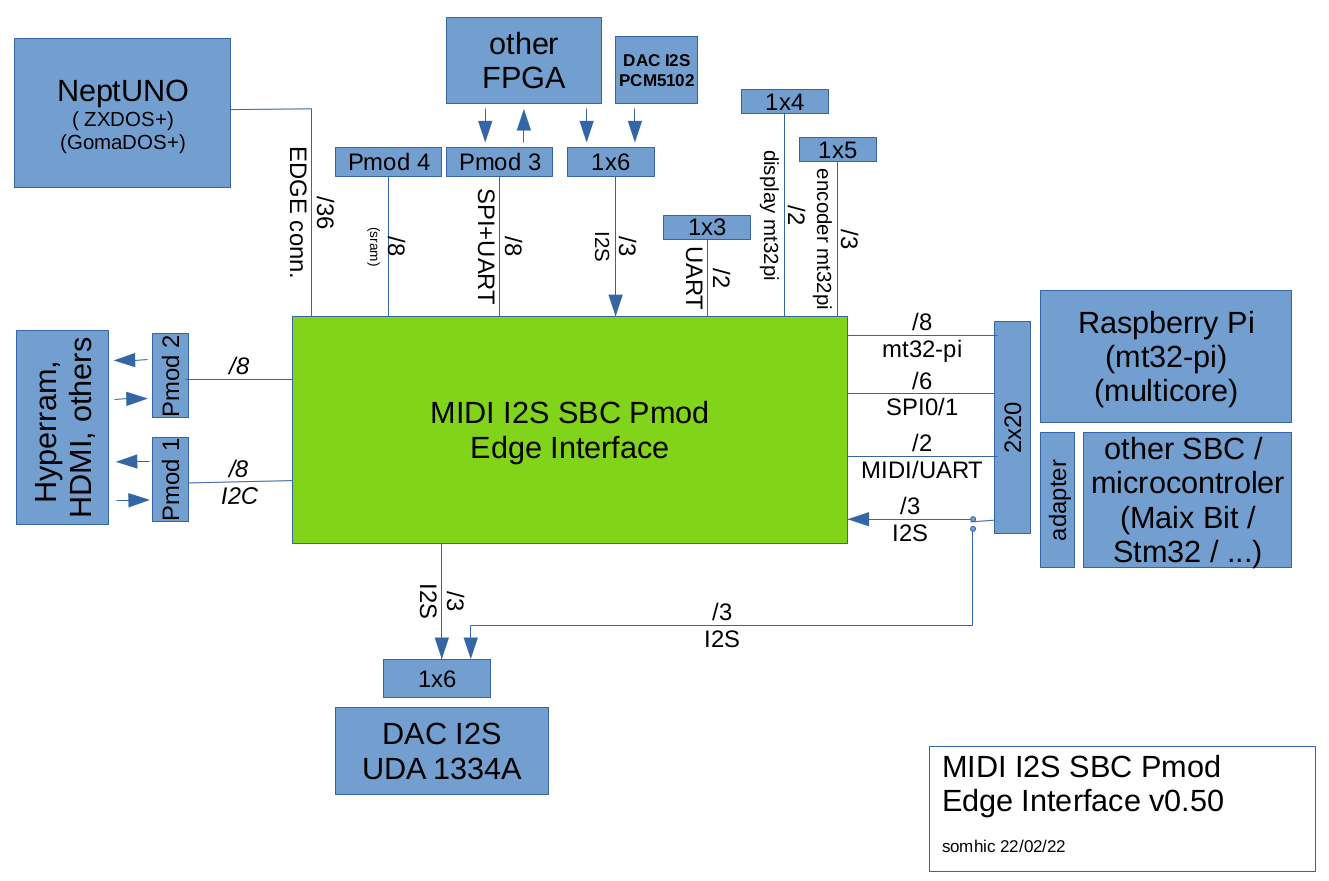 NeptUNO
( ZXDOS+)
(GomaDOS+)
other
FPGA
DAC I2S
PCM5102
1x4
1x5
Pmod 4
Pmod 3
1x6
1x3
EDGE conn.
/36
(sram)
/8
SPI+UART
/8
I2S
/3
UART
/2
display mt32pi
/2
encoder mt32pi
/3
Hyperram,
HDMI, others
Pmod 2
/8
Pmod 1
/8
I2C
MIDI I2S SBC Pmod
Edge Interface
/8
mt32-pi
/6
SPI0/1
/2
MIDI/UART
/3
I2S
2x20
Raspberry Pi
(mt32-pi)
(multicore)
adapter
other SBC /
microcontroler
(Maix Bit /
Stm32 / ...)
I2S
/3
/3
I2S
1x6
DAC I2S
UDA 1334A
MIDI I2S SBC Pmod
Edge Interface v0.50
somhic 22/02/22